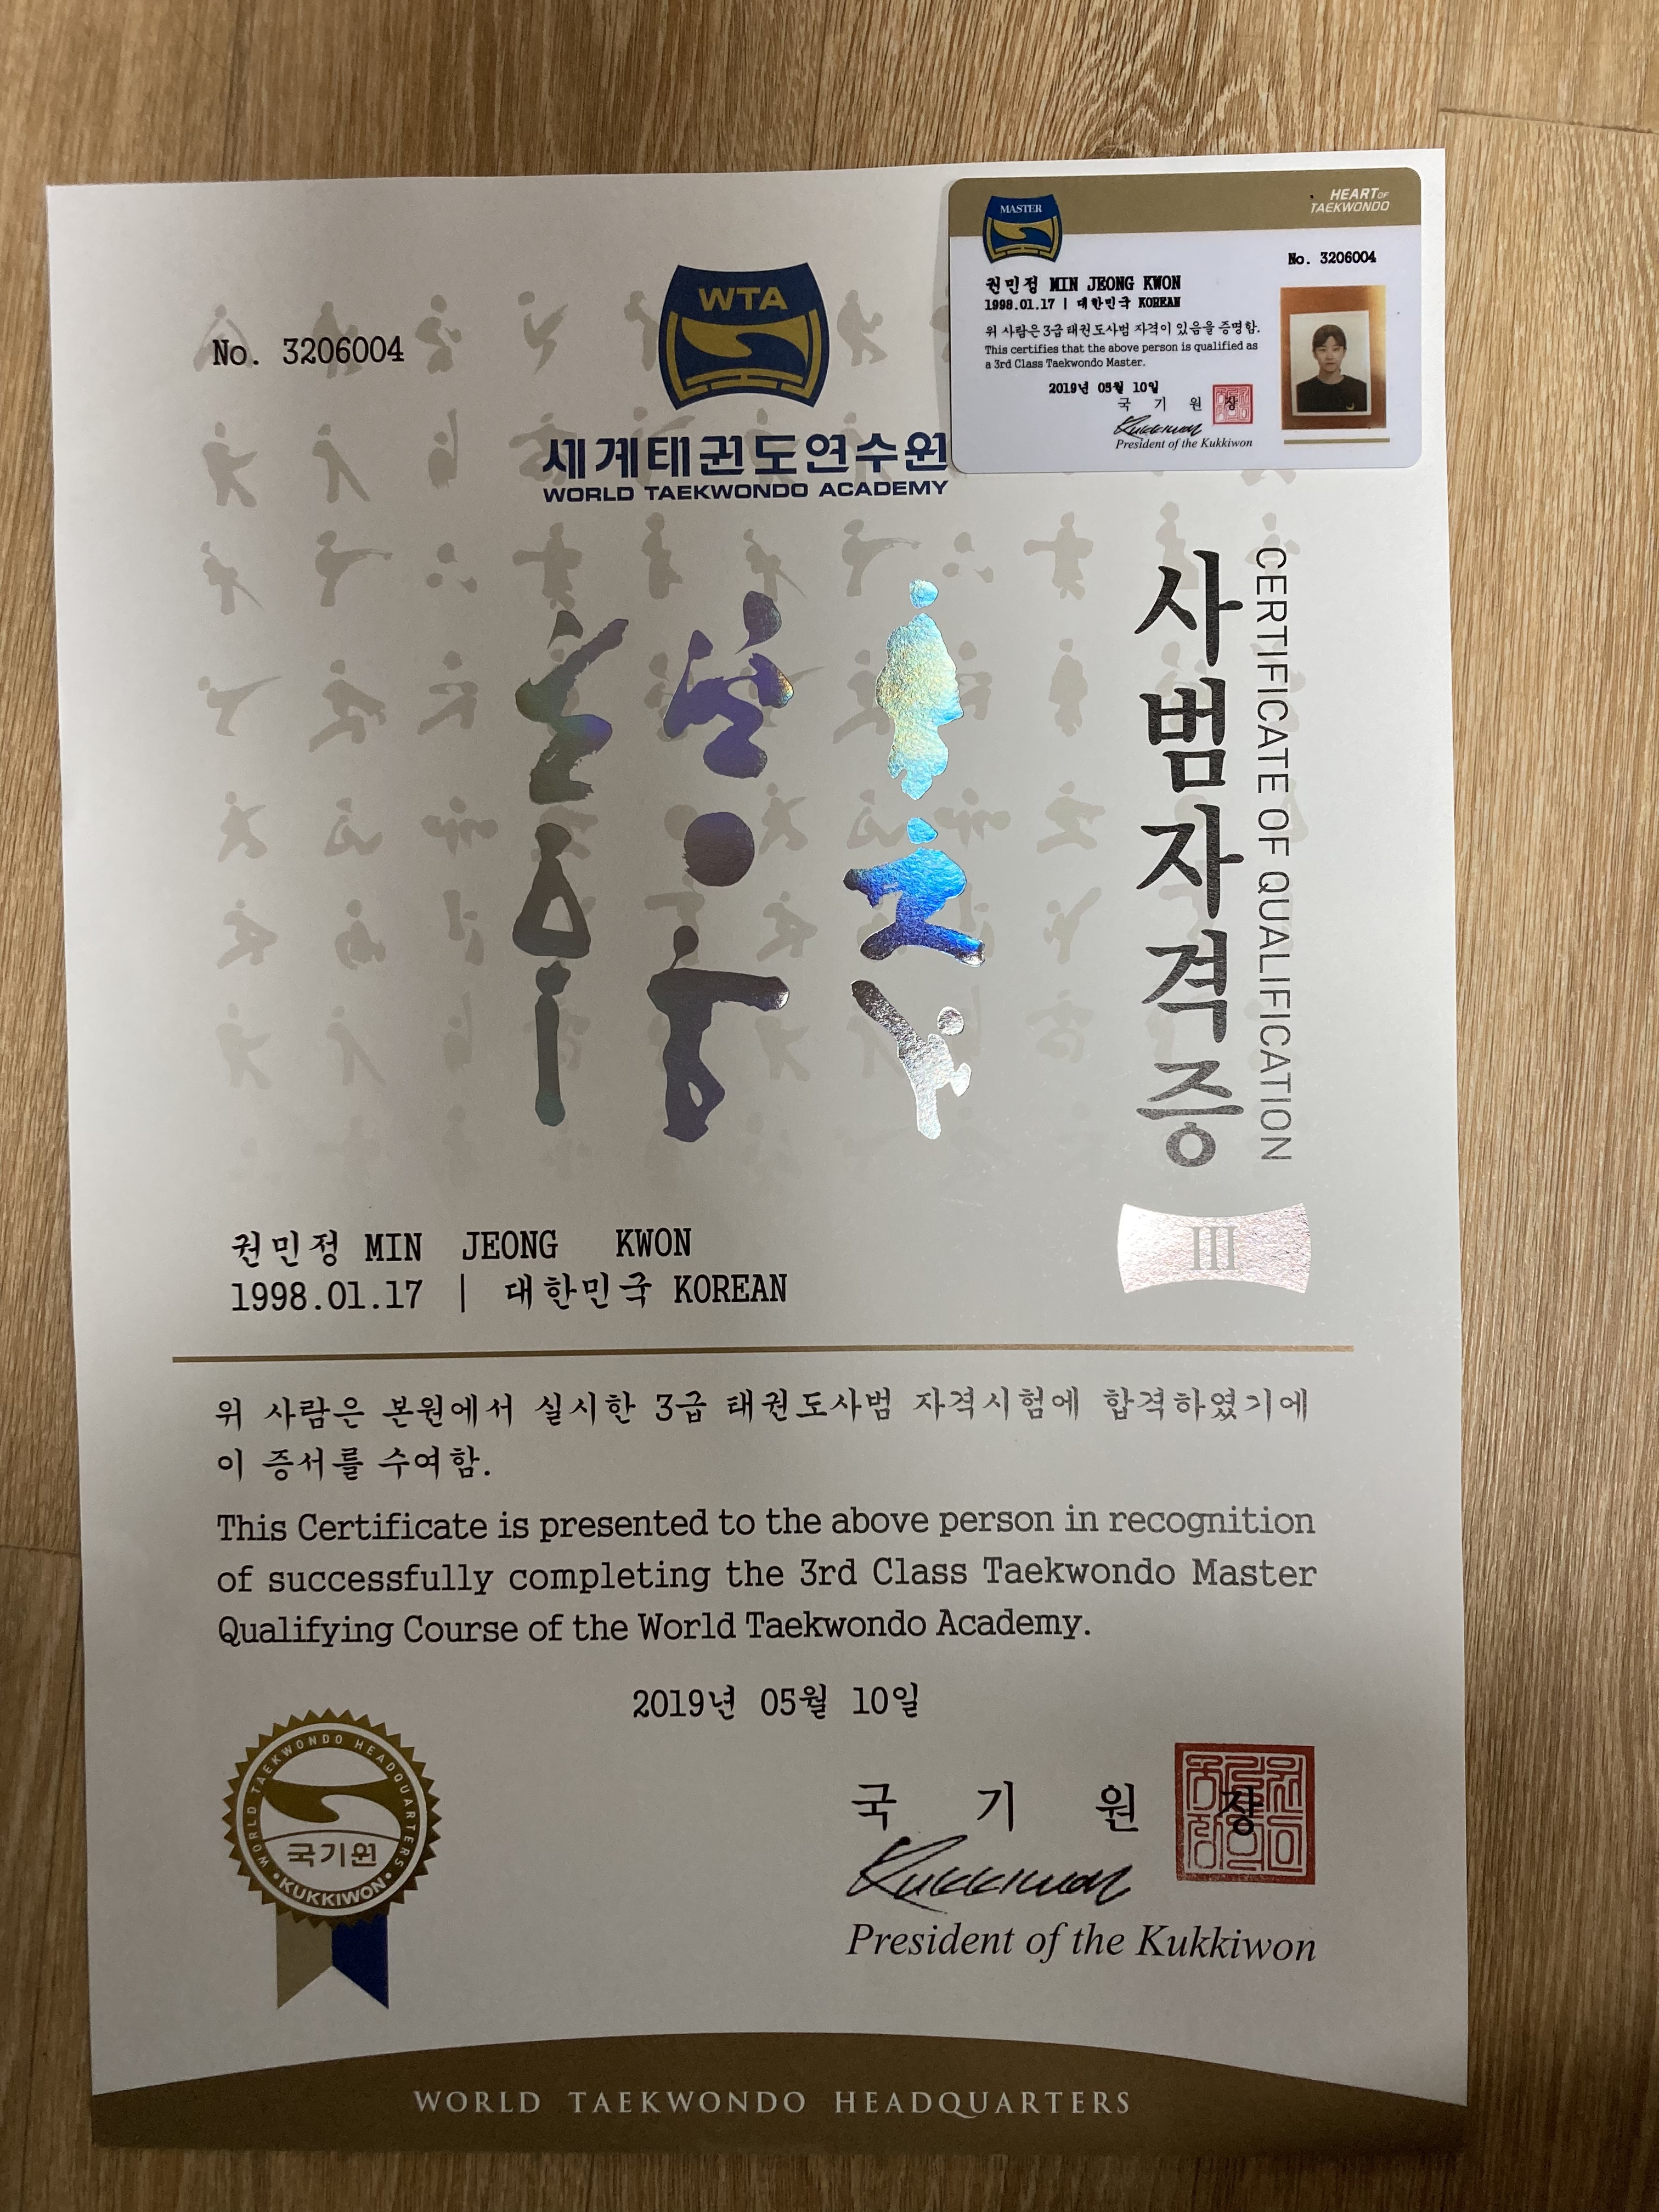 No. 3206004
WTA
세계태권도연수원
WORLD TAEKWONDO ACADEMY
MASTER
HEART OF
TAEKWONDO
No. 3206004
권민정 MIN JEONG KWON
1998.01.17 | 대한민국 KOREAN
위 사람은 3급 태권도사범 자격이 있음을 증명함.
This certifies that the above person is qualified as
a 3rd Class Taekwondo Master.
2019년 05월 10일
국 기 원 장
Kukkiwon
President of the Kukkiwon
사범자격증
CERTIFICATE OF QUALIFICATION
III
권민정 MIN JEONG KWON
1998.01.17 | 대한민국 KOREAN
위 사람은 본원에서 실시한 3급 태권도사범 자격시험에 합격하였기에
이 증서를 수여함.
This Certificate is presented to the above person in recognition
of successfully completing the 3rd Class Taekwondo Master
Qualifying Course of the World Taekwondo Academy.
2019년 05월 10일
국 기 원 장
Kukkiwon
President of the Kukkiwon
WORLD TAEKWONDO HEADQUARTERS
국기원
KUKKIWON
WORLD TAEKWONDO HEADQUARTERS